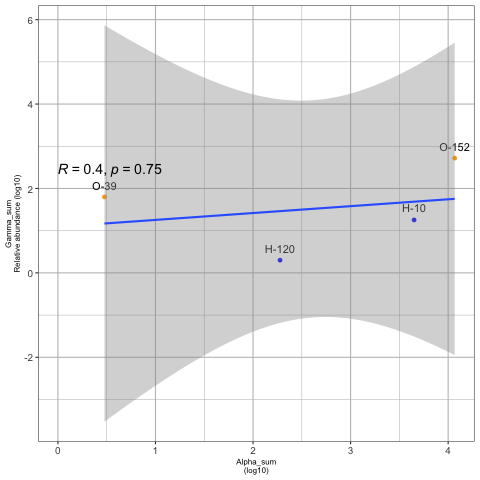 6
4
2
0
-2
Gamma_sum
Relative abundance (log10)
R = 0.4, p = 0.75
O-39
H-120
H-10
O-152
0 1 2 3 4
Alpha_sum
(log10)